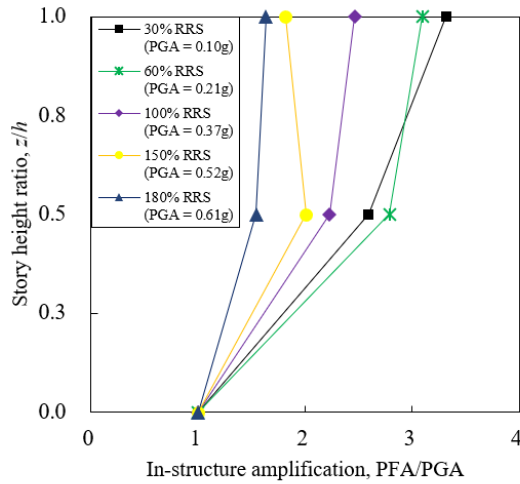 1.0
0.8
0.5
0.3
0.0
Story height ratio, z/h
30% RRS
(PGA = 0.10g)
60% RRS
(PGA = 0.21g)
100% RRS
(PGA = 0.37g)
150% RRS
(PGA = 0.52g)
180% RRS
(PGA = 0.61g)
0 1 2 3 4
In-structure amplification, PFA/PGA